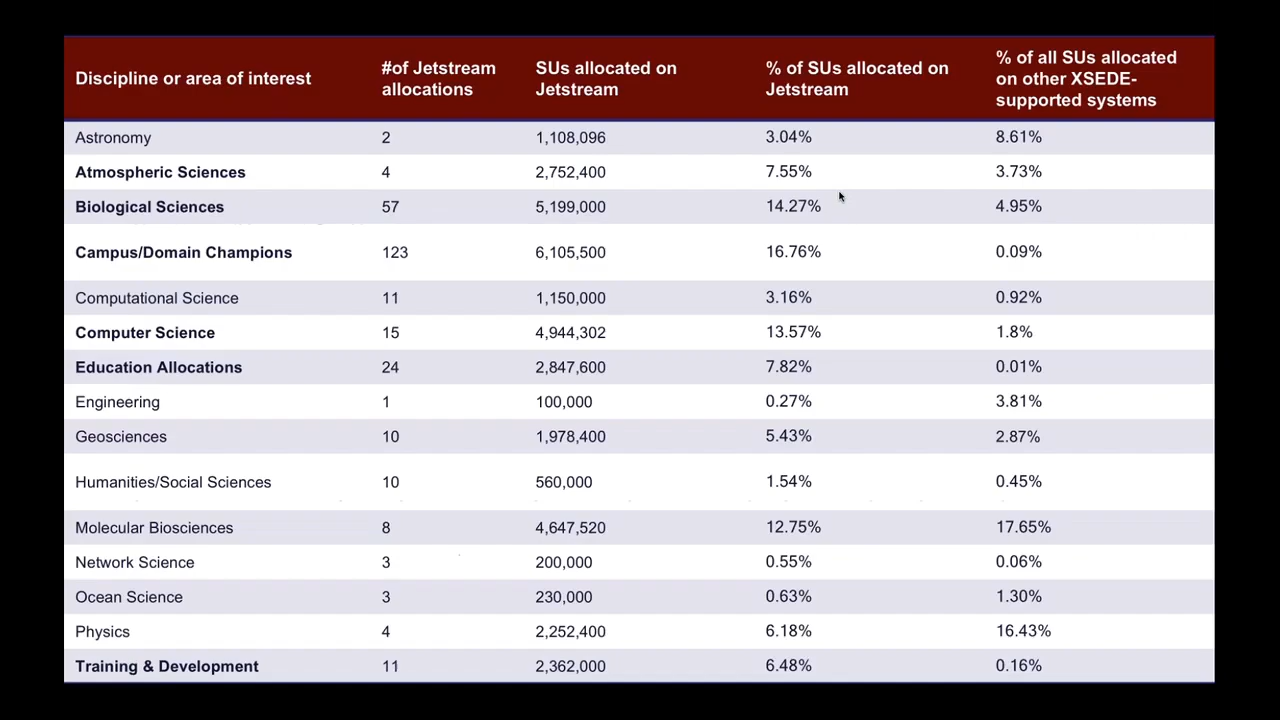 Discipline or area of interest #of Jetstream allocations SUs allocated on Jetstream % of SUs allocated on Jetstream % of all SUs allocated on other XSEDE-supported systems
Astronomy 2 1,108,096 3.04% 8.61%
Atmospheric Sciences 4 2,752,400 7.55% 3.73%
Biological Sciences 57 5,199,000 14.27% 4.95%
Campus/Domain Champions 123 6,105,500 16.76% 0.09%
Computational Science 11 1,150,000 3.16% 0.92%
Computer Science 15 4,944,302 13.57% 1.8%
Education Allocations 24 2,847,600 7.82% 0.01%
Engineering 1 100,000 0.27% 3.81%
Geosciences 10 1,978,400 5.43% 2.87%
Humanities/Social Sciences 10 560,000 1.54% 0.45%
Molecular Biosciences 8 4,647,520 12.75% 17.65%
Network Science 3 200,000 0.55% 0.06%
Ocean Science 3 230,000 0.63% 1.30%
Physics 4 2,252,400 6.18% 16.43%
Training & Development 11 2,362,000 6.48% 0.16%